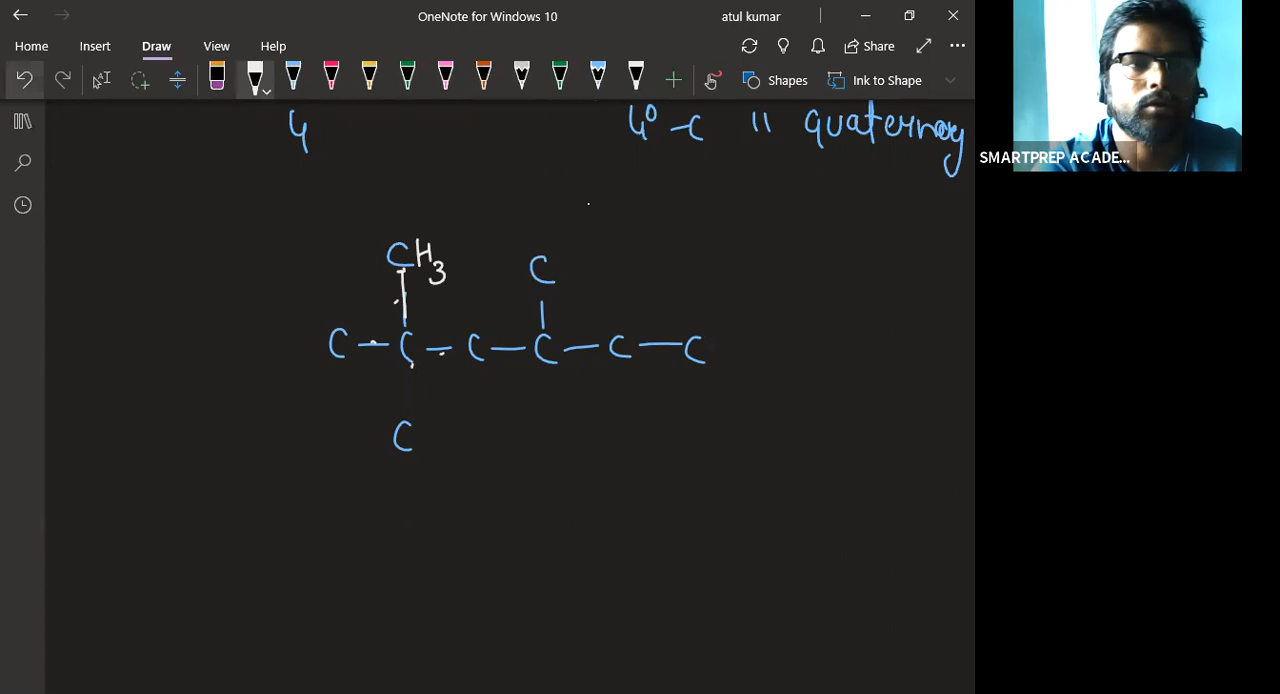 OneNote for Windows 10
atul kumar
Home Insert Draw View Help
Share
Shapes
Ink to Shape
4 4° - C " quaternary
SMARTPREP ACADE...
CH3 C
C - C - C - C - C - C
C